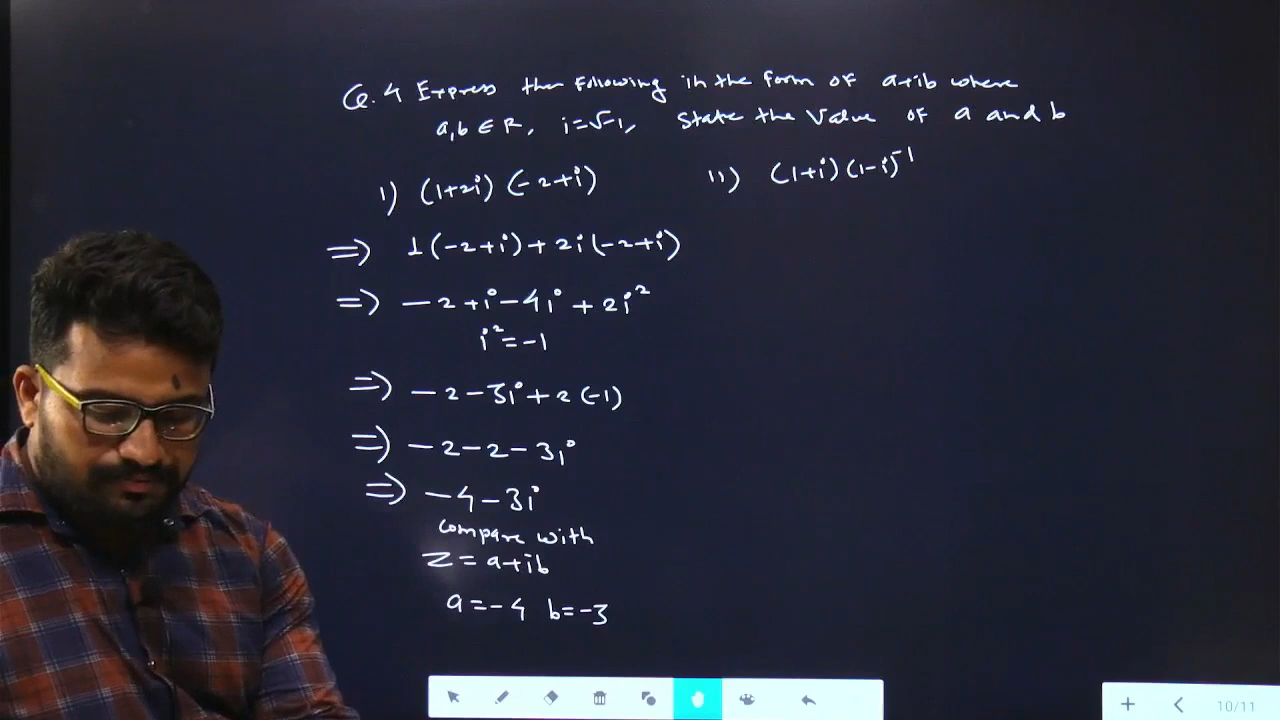 Q.4 Express the following in the form of a+ib where
a,b ∈ R, i=√-1, State the Value of a and b
i) (1+2i) (-2+i)
ii) (1+i) (1-i)⁻¹
=> 1(-2+i)+2i(-2+i)
=> -2+i-4i+2i²
i²=-1
=> -2-3i+2(-1)
=> -2-2-3i
=> -4-3i
compare with
Z=a+ib
a=-4 b=-3
10/11